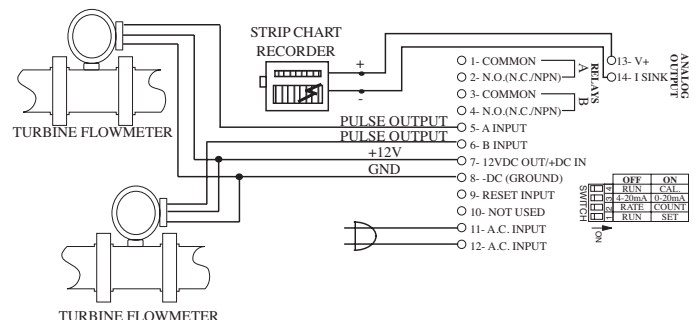 STRIP CHART
RECORDER
+
-
TURBINE FLOWMETER
PULSE OUTPUT
PULSE OUTPUT
+12V
GND
TURBINE FLOWMETER
1- COMMON
2- N.O.(N.C./NPN)
3- COMMON
4- N.O.(N.C./NPN)
5- A INPUT
6- B INPUT
7- 12VDC OUT/+DC IN
8- -DC (GROUND)
9- RESET INPUT
10- NOT USED
11- A.C. INPUT
12- A.C. INPUT
A
B
RELAYS
13- V+
14- I SINK
ANALOG
OUTPUT
SWITCH
OFF ON
4 RUN CAL.
3 4-20mA 0-20mA
2 RATE COUNT
1 RUN SET
ON